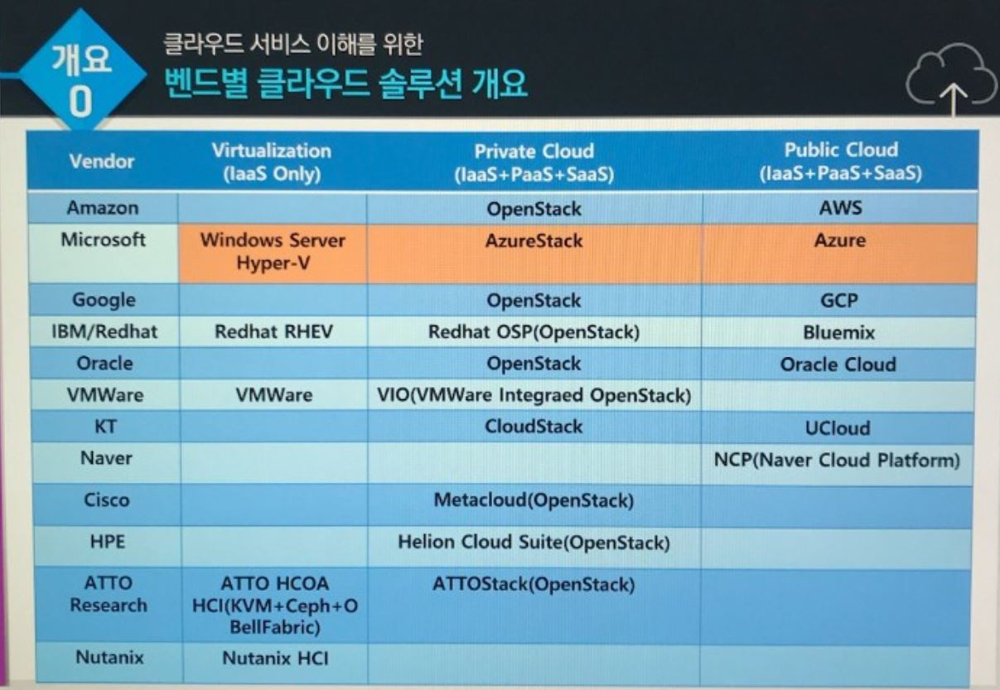 개요
0
클라우드 서비스 이해를 위한
벤드별 클라우드 솔루션 개요
Vendor
Virtualization
(IaaS Only)
Private Cloud
(IaaS+PaaS+SaaS)
Public Cloud
(IaaS+PaaS+SaaS)
Amazon
OpenStack
AWS
Microsoft
Windows Server
Hyper-V
AzureStack
Azure
Google
OpenStack
GCP
IBM/Redhat
Redhat RHEV
Redhat OSP(OpenStack)
Bluemix
Oracle
OpenStack
Oracle Cloud
VMWare
VMWare
VIO(VMWare Integraed OpenStack)
KT
CloudStack
UCloud
Naver
NCP(Naver Cloud Platform)
Cisco
Metacloud(OpenStack)
HPE
Helion Cloud Suite(OpenStack)
ATTO
Research
ATTO HCOA
HCI(KVM+Ceph+O
BellFabric)
ATTOStack(OpenStack)
Nutanix
Nutanix HCI